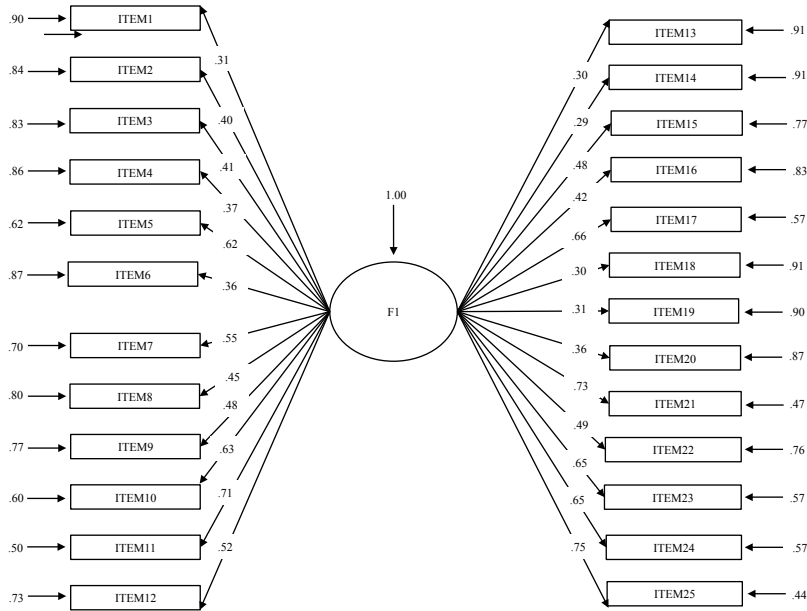 .90 ITEM1 .31
.84 ITEM2 .40
.83 ITEM3 .41
.86 ITEM4 .37
.62 ITEM5 .62
.87 ITEM6 .36
.70 ITEM7 .55
.80 ITEM8 .45
.77 ITEM9 .48
.60 ITEM10 .63
.50 ITEM11 .71
.73 ITEM12 .52
1.00
F1
.30 ITEM13 .91
.29 ITEM14 .91
.48 ITEM15 .77
.42 ITEM16 .83
.66 ITEM17 .57
.30 ITEM18 .91
.31 ITEM19 .90
.36 ITEM20 .87
.73 ITEM21 .47
.49 ITEM22 .76
.65 ITEM23 .57
.65 ITEM24 .57
.75 ITEM25 .44